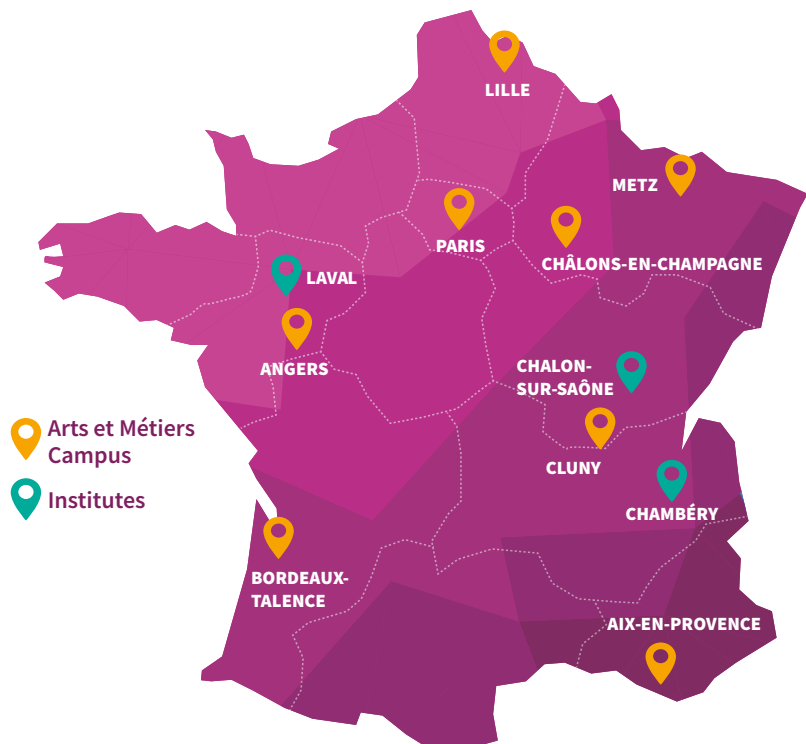 LILLE
METZ
PARIS
CHÂLONS-EN-CHAMPAGNE
LAVAL
ANGERS
CHALON-
SUR-SAÔNE
Arts et Métiers
Campus
CLUNY
Institutes
CHAMBÉRY
BORDEAUX-
TALENCE
AIX-EN-PROVENCE